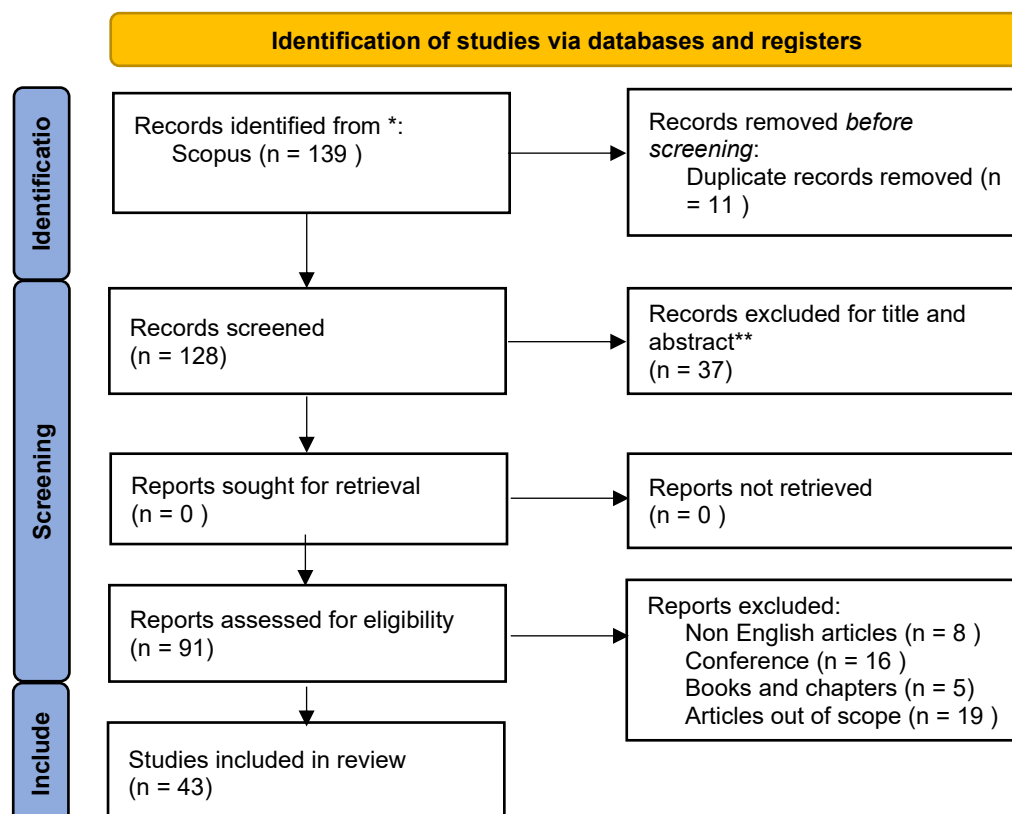 Identification of studies via databases and registers
Identificatio
Records identified from *:
Scopus (n = 139 )
Records removed before
screening:
Duplicate records removed (n
= 11 )
Screening
Records screened
(n = 128)
Records excluded for title and
abstract**
(n = 37)
Reports sought for retrieval
(n = 0 )
Reports not retrieved
(n = 0 )
Reports assessed for eligibility
(n = 91)
Reports excluded:
Non English articles (n = 8 )
Conference (n = 16 )
Books and chapters (n = 5)
Articles out of scope (n = 19 )
Include
Studies included in review
(n = 43)